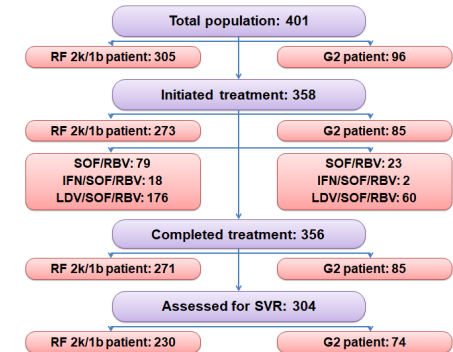 Total population: 401
RF 2k/1b patient: 305
G2 patient: 96
Initiated treatment: 358
RF 2k/1b patient: 273
G2 patient: 85
SOF/RBV: 79
IFN/SOF/RBV: 18
LDV/SOF/RBV: 176
SOF/RBV: 23
IFN/SOF/RBV: 2
LDV/SOF/RBV: 60
Completed treatment: 356
RF 2k/1b patient: 271
G2 patient: 85
Assessed for SVR: 304
RF 2k/1b patient: 230
G2 patient: 74